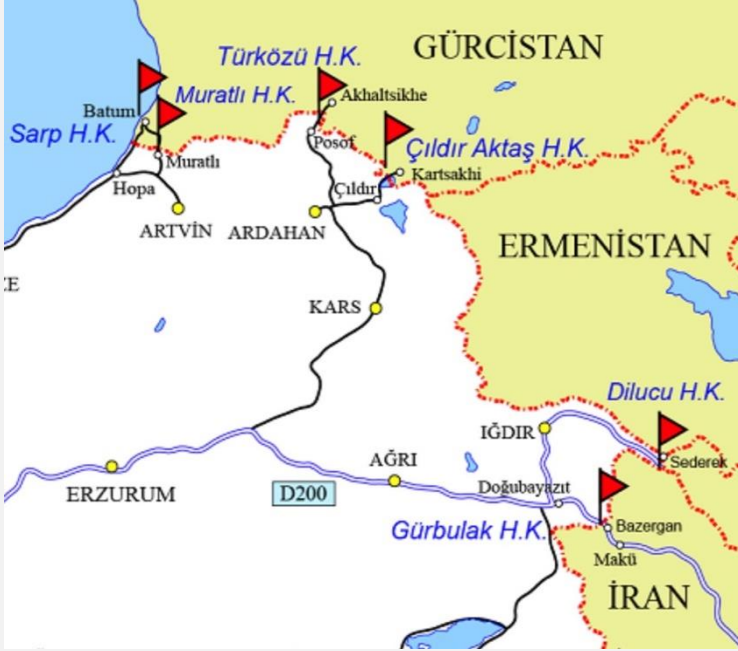 Türközü H.K.
GÜRCİSTAN
Batum
Muratlı H.K.
Akhaltsikhe
Sarp H.K.
Posof
Çıldır Aktaş H.K.
Muratlı
Kartsakhi
Hopa
Çıldır
ARTVİN
ARDAHAN
ERMENİSTAN
ZE
KARS
Dilucu H.K.
IĞDIR
AĞRI
Sederek
ERZURUM
D200
Doğubayazıt
Gürbulak H.K.
Bazergan
Makü
İRAN